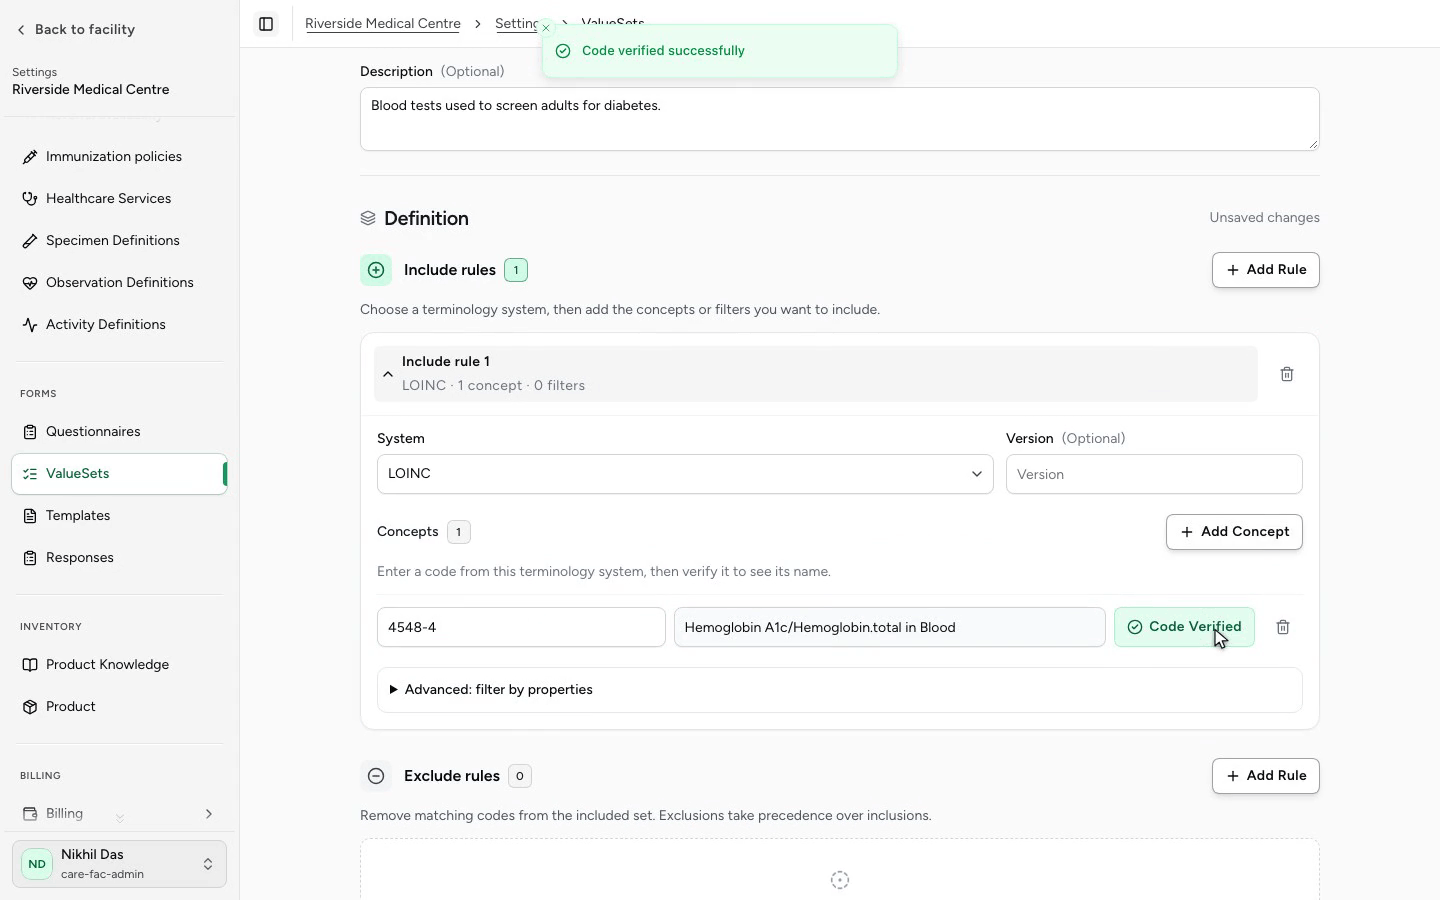 Back to facility
Settings
Riverside Medical Centre
Immunization policies
Healthcare Services
Specimen Definitions
Observation Definitions
Activity Definitions
FORMS
Questionnaires
ValueSets
Templates
Responses
INVENTORY
Product Knowledge
Product
BILLING
Billing
ND
Nikhil Das
care-fac-admin
Riverside Medical Centre
Settings
ValueSets
Code verified successfully
Description (Optional)
Blood tests used to screen adults for diabetes.
Definition
Unsaved changes
Include rules 1
Add Rule
Choose a terminology system, then add the concepts or filters you want to include.
Include rule 1
LOINC · 1 concept · 0 filters
System
Version (Optional)
LOINC
Version
Concepts 1
Add Concept
Enter a code from this terminology system, then verify it to see its name.
4548-4
Hemoglobin A1c/Hemoglobin.total in Blood
Code Verified
Advanced: filter by properties
Exclude rules 0
Add Rule
Remove matching codes from the included set. Exclusions take precedence over inclusions.